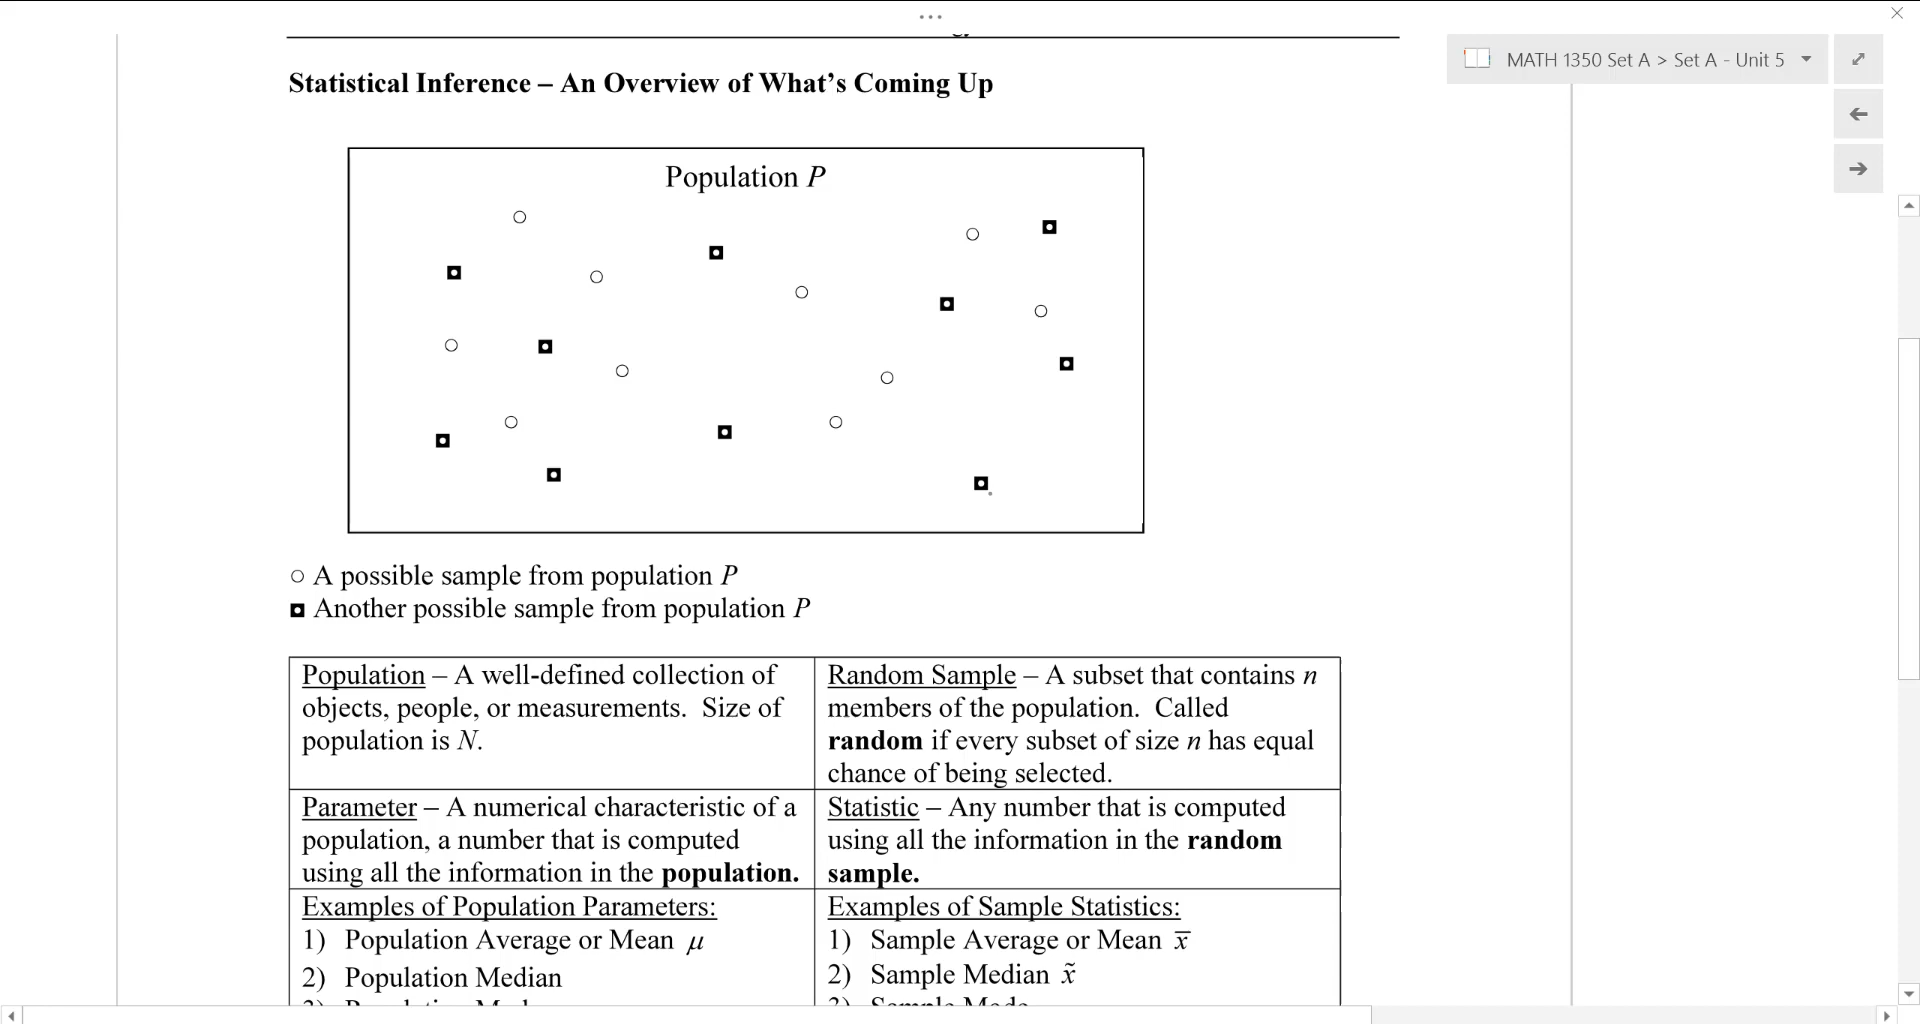 MATH 1350 Set A > Set A - Unit 5
Statistical Inference – An Overview of What's Coming Up
Population P
A possible sample from population P
Another possible sample from population P
Population – A well-defined collection of
objects, people, or measurements. Size of
population is N.
Random Sample – A subset that contains n
members of the population. Called
random if every subset of size n has equal
chance of being selected.
Parameter – A numerical characteristic of a
population, a number that is computed
using all the information in the population.
Statistic – Any number that is computed
using all the information in the random
sample.
Examples of Population Parameters:
1) Population Average or Mean μ
2) Population Median
Examples of Sample Statistics:
1) Sample Average or Mean x̅
2) Sample Median x̃